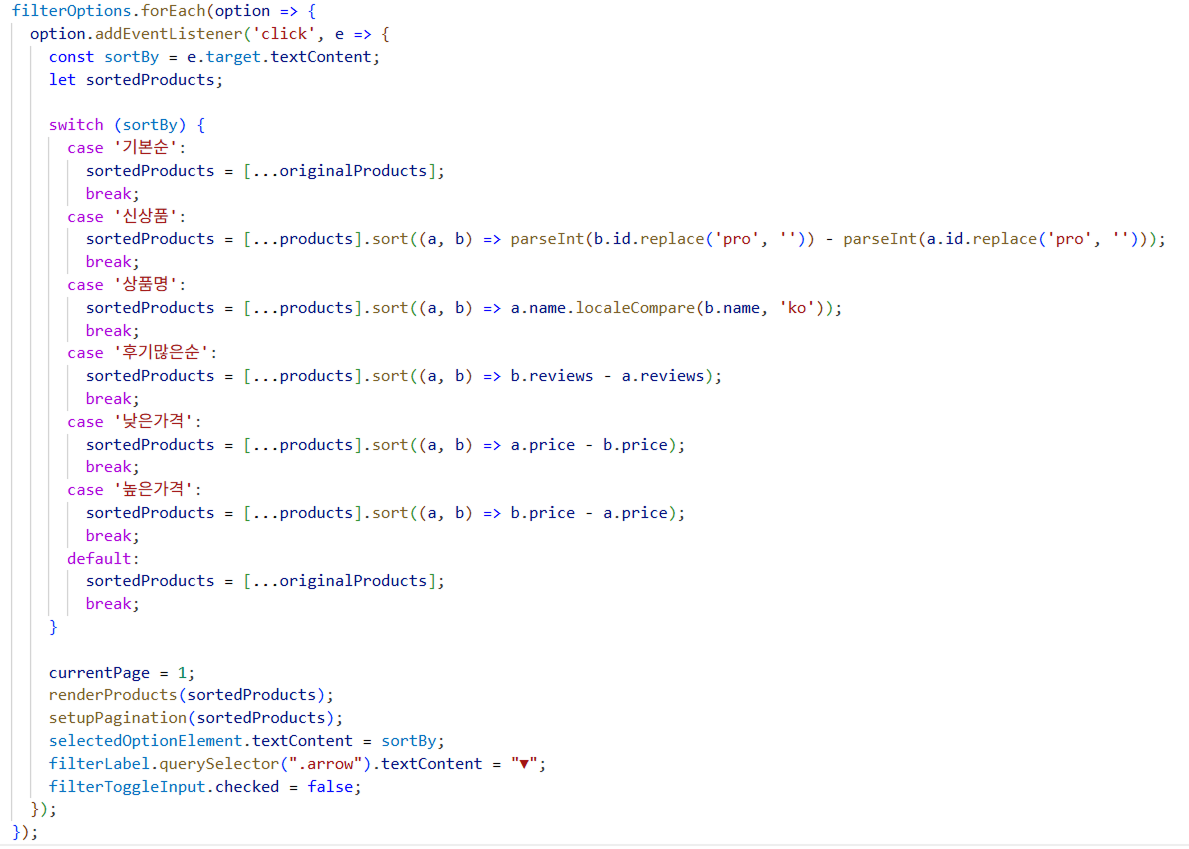 filterOptions.forEach(option => {
option.addEventListener('click', e => {
const sortBy = e.target.textContent;
let sortedProducts;
switch (sortBy) {
case '기본순':
sortedProducts = [...originalProducts];
break;
case '신상품':
sortedProducts = [...products].sort((a, b) => parseInt(b.id.replace('pro', '')) - parseInt(a.id.replace('pro', '')));
break;
case '상품명':
sortedProducts = [...products].sort((a, b) => a.name.localeCompare(b.name, 'ko'));
break;
case '후기많은순':
sortedProducts = [...products].sort((a, b) => b.reviews - a.reviews);
break;
case '낮은가격':
sortedProducts = [...products].sort((a, b) => a.price - b.price);
break;
case '높은가격':
sortedProducts = [...products].sort((a, b) => b.price - a.price);
break;
default:
sortedProducts = [...originalProducts];
break;
}
currentPage = 1;
renderProducts(sortedProducts);
setupPagination(sortedProducts);
selectedOptionElement.textContent = sortBy;
filterLabel.querySelector(".arrow").textContent = "▼";
filterToggleInput.checked = false;
});
});